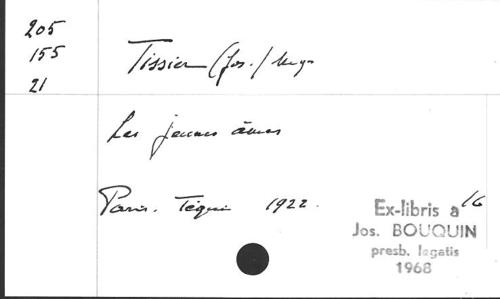 205
155
21
Tissier (Jos.) Mgr
Les jeunes âmes
Paris. Téqui 1922.
16
Ex-libris a
Jos. BOUQUIN
presb. legatis
1968